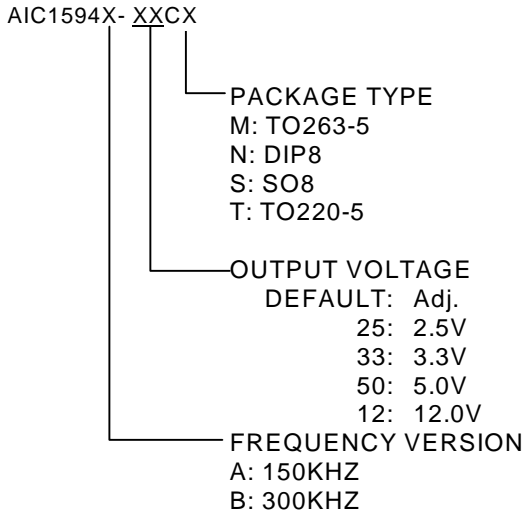 AIC1594X- XXCX
PACKAGE TYPE
M: TO263-5
N: DIP8
S: SO8
T: TO220-5
OUTPUT VOLTAGE
DEFAULT: Adj.
25: 2.5V
33: 3.3V
50: 5.0V
12: 12.0V
FREQUENCY VERSION
A: 150KHZ
B: 300KHZ